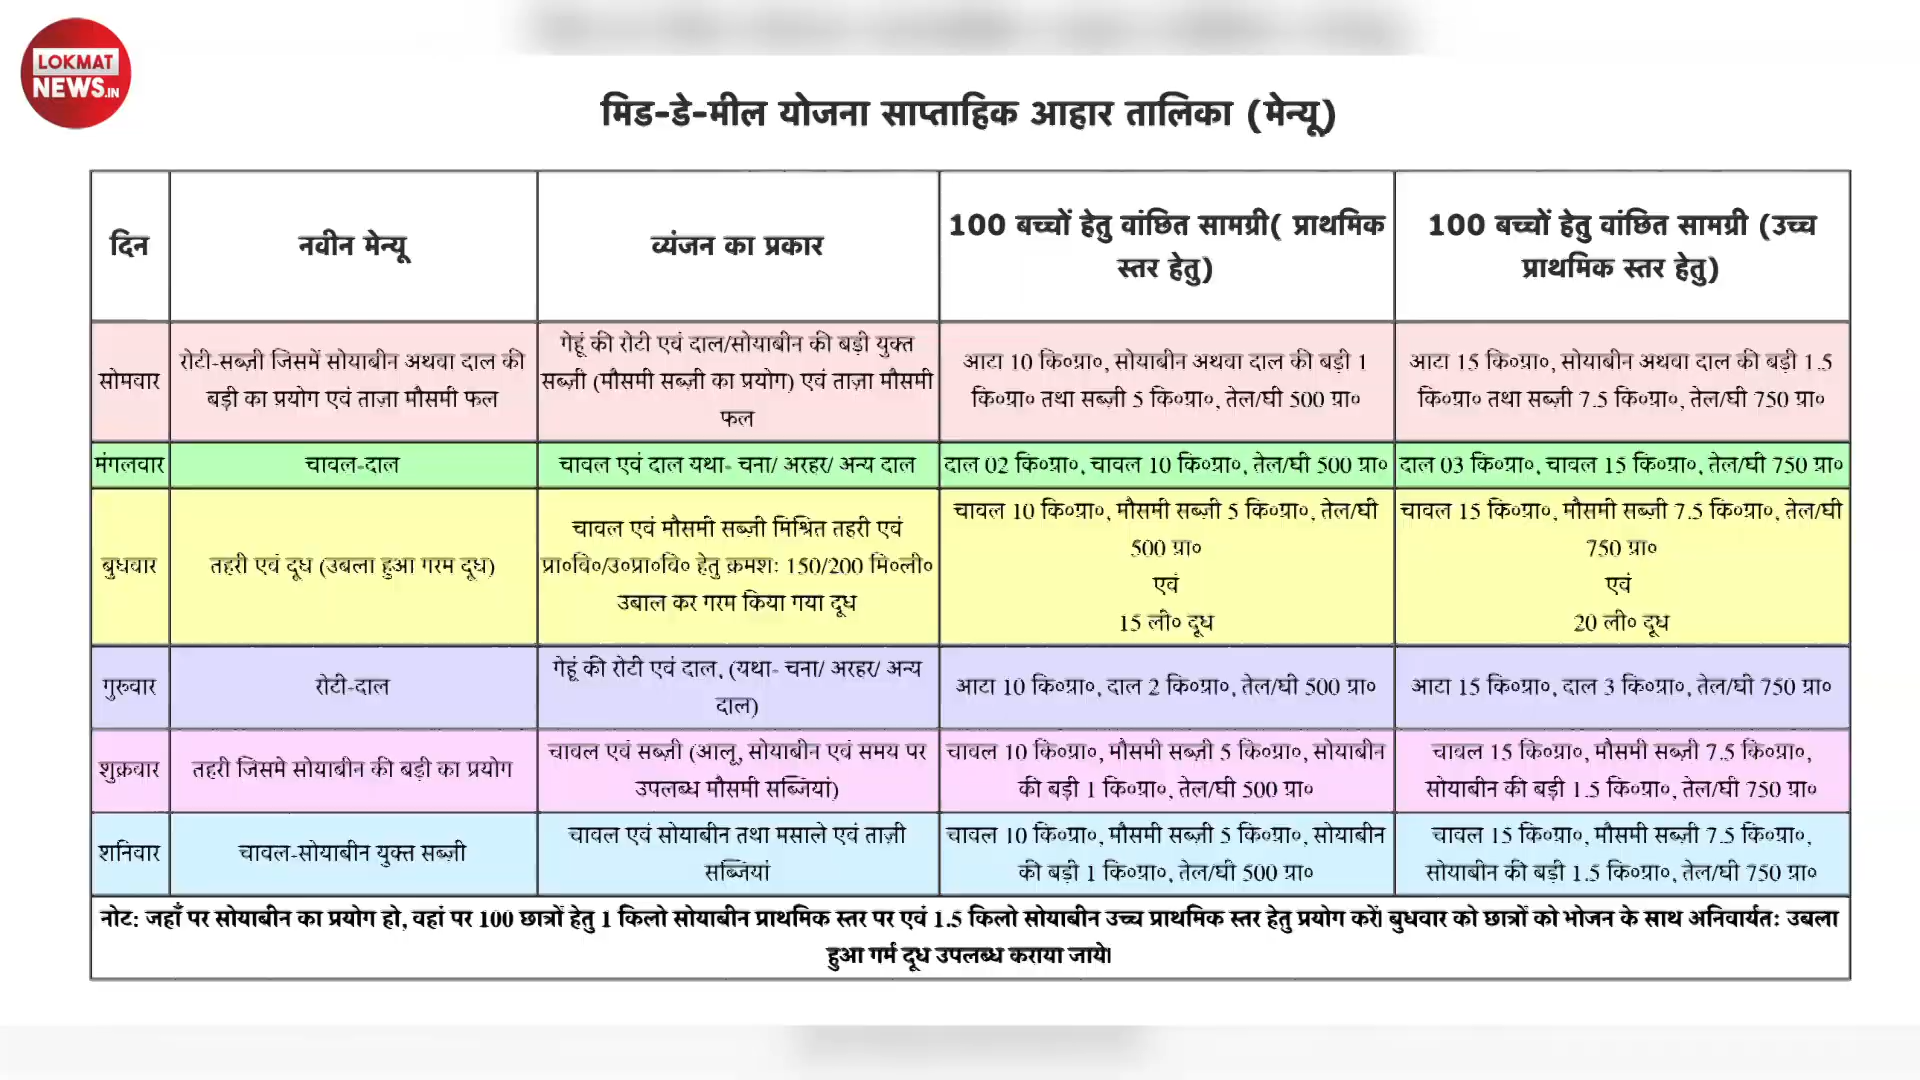 LOKMAT
NEWS.IN
मिड-डे-मील योजना साप्ताहिक आहार तालिका (मेन्यू)
दिन
नवीन मेन्यू
व्यंजन का प्रकार
100 बच्चों हेतु वांछित सामग्री( प्राथमिक
स्तर हेतु)
100 बच्चों हेतु वांछित सामग्री (उच्च
प्राथमिक स्तर हेतु)
सोमवार
रोटी-सब्ज़ी जिसमें सोयाबीन अथवा दाल की
बड़ी का प्रयोग एवं ताज़ा मौसमी फल
गेहूं की रोटी एवं दाल/सोयाबीन की बड़ी युक्त
सब्ज़ी (मौसमी सब्ज़ी का प्रयोग) एवं ताज़ा मौसमी
फल
आटा 10 कि०ग्रा०, सोयाबीन अथवा दाल की बड़ी 1
कि०ग्रा० तथा सब्ज़ी 5 कि०ग्रा०, तेल/घी 500 ग्रा०
आटा 15 कि०ग्रा०, सोयाबीन अथवा दाल की बड़ी 1.5
कि०ग्रा० तथा सब्ज़ी 7.5 कि०ग्रा०, तेल/घी 750 ग्रा०
मंगलवार
चावल-दाल
चावल एवं दाल यथा- चना/ अरहर/ अन्य दाल
दाल 02 कि०ग्रा०, चावल 10 कि०ग्रा०, तेल/घी 500 ग्रा०
दाल 03 कि०ग्रा०, चावल 15 कि०ग्रा०, तेल/घी 750 ग्रा०
बुधवार
तहरी एवं दूध (उबला हुआ गरम दूध)
चावल एवं मौसमी सब्ज़ी मिश्रित तहरी एवं
प्रा०वि०/उ०प्रा०वि० हेतु क्रमशः 150/200 मि०ली०
उबाल कर गरम किया गया दूध
चावल 10 कि०ग्रा०, मौसमी सब्ज़ी 5 कि०ग्रा०, तेल/घी
500 ग्रा०
एवं
15 ली० दूध
चावल 15 कि०ग्रा०, मौसमी सब्ज़ी 7.5 कि०ग्रा०, तेल/घी
750 ग्रा०
एवं
20 ली० दूध
गुरुवार
रोटी-दाल
गेहूं की रोटी एवं दाल, (यथा- चना/ अरहर/ अन्य
दाल)
आटा 10 कि०ग्रा०, दाल 2 कि०ग्रा०, तेल/घी 500 ग्रा०
आटा 15 कि०ग्रा०, दाल 3 कि०ग्रा०, तेल/घी 750 ग्रा०
शुक्रवार
तहरी जिसमे सोयाबीन की बड़ी का प्रयोग
चावल एवं सब्ज़ी (आलू, सोयाबीन एवं समय पर
उपलब्ध मौसमी सब्जियां)
चावल 10 कि०ग्रा०, मौसमी सब्ज़ी 5 कि०ग्रा०, सोयाबीन
की बड़ी 1 कि०ग्रा०, तेल/घी 500 ग्रा०
चावल 15 कि०ग्रा०, मौसमी सब्ज़ी 7.5 कि०ग्रा०,
सोयाबीन की बड़ी 1.5 कि०ग्रा०, तेल/घी 750 ग्रा०
शनिवार
चावल-सोयाबीन युक्त सब्ज़ी
चावल एवं सोयाबीन तथा मसाले एवं ताज़ी
सब्जियां
चावल 10 कि०ग्रा०, मौसमी सब्ज़ी 5 कि०ग्रा०, सोयाबीन
की बड़ी 1 कि०ग्रा०, तेल/घी 500 ग्रा०
चावल 15 कि०ग्रा०, मौसमी सब्ज़ी 7.5 कि०ग्रा०,
सोयाबीन की बड़ी 1.5 कि०ग्रा०, तेल/घी 750 ग्रा०
नोट: जहाँ पर सोयाबीन का प्रयोग हो, वहां पर 100 छात्रों हेतु 1 किलो सोयाबीन प्राथमिक स्तर पर एवं 1.5 किलो सोयाबीन उच्च प्राथमिक स्तर हेतु प्रयोग करें। बुधवार को छात्रों को भोजन के साथ अनिवार्यतः उबला
हुआ गर्म दूध उपलब्ध कराया जाये।